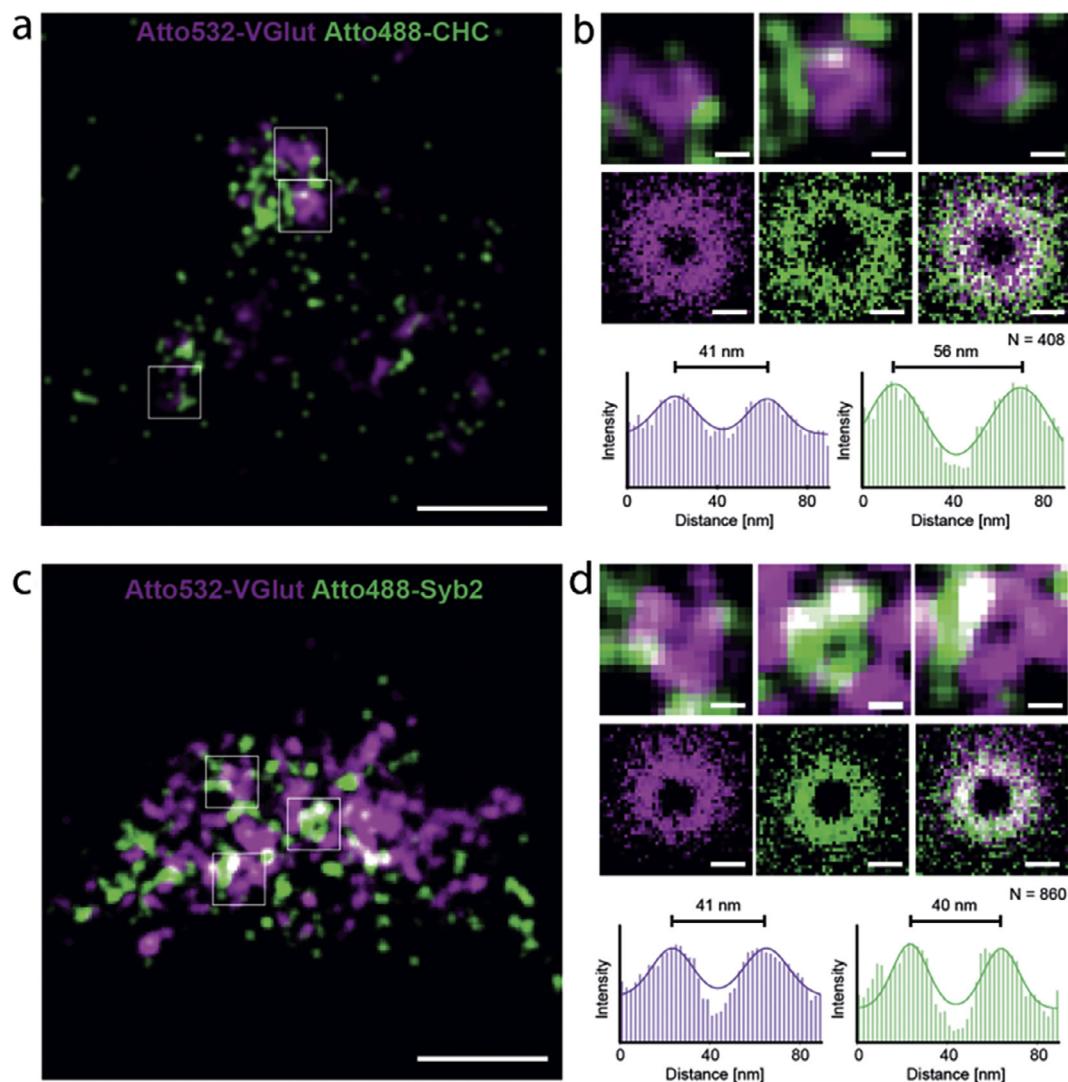 a
Atto532-VGlut Atto488-CHC
b
N = 408
41 nm
56 nm
Intensity
Intensity
0 40 80
0 40 80
Distance [nm]
Distance [nm]
c
Atto532-VGlut Atto488-Syb2
d
N = 860
41 nm
40 nm
Intensity
Intensity
0 40 80
0 40 80
Distance [nm]
Distance [nm]